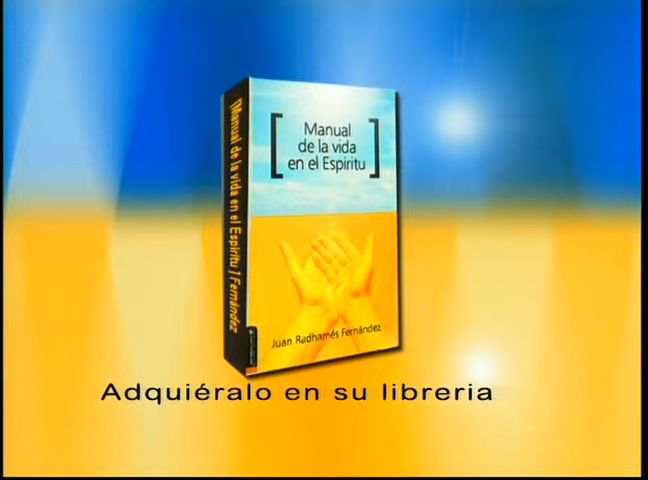 [Manual de la vida en el Espíritu] Fernández
[Manual
de la vida
en el Espíritu]
Juan Radhamés Fernández
Adquiéralo en su libreria